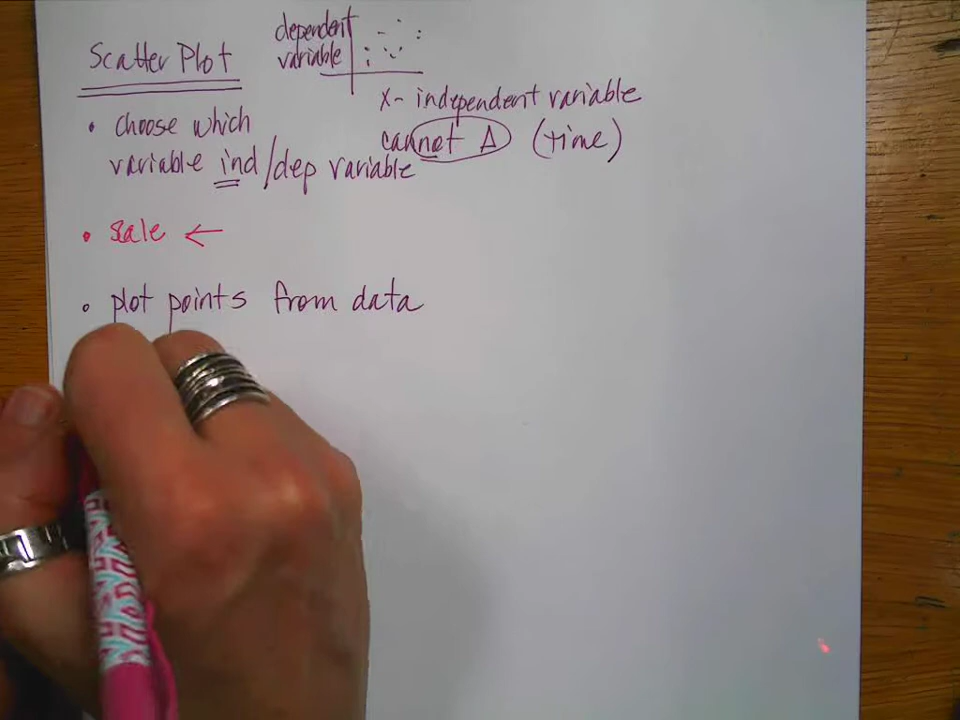 Scatter Plot
dependent
variable
x- independent variable
cannot Δ (time)
• choose which
variable ind/dep variable
• sale ←
• plot points from data